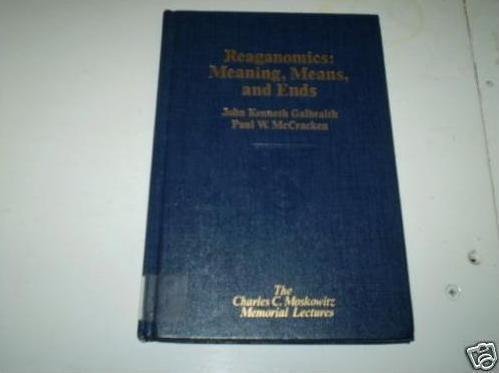 Reaganomics:
Meaning, Means,
and Ends
John Kenneth Galbraith
Paul W. McCracken
The
Charles C. Moskowitz
Memorial Lectures